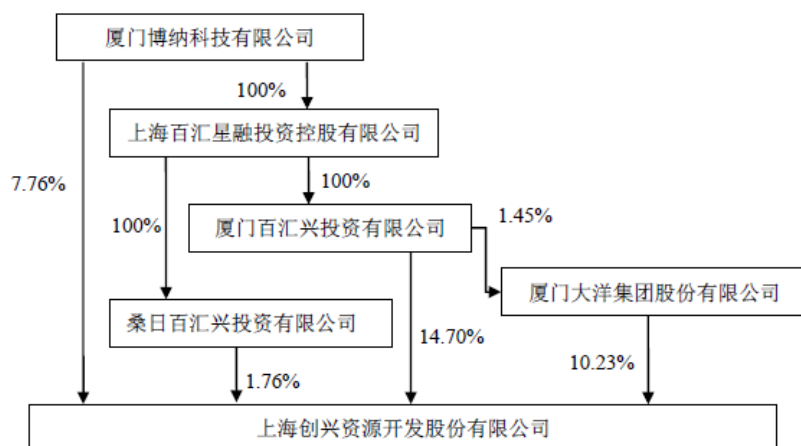 厦门博纳科技有限公司
100%
上海百汇星融投资控股有限公司
7.76%
100%
100%
厦门百汇兴投资有限公司
1.45%
厦门大洋集团股份有限公司
桑日百汇兴投资有限公司
14.70%
10.23%
1.76%
上海创兴资源开发股份有限公司